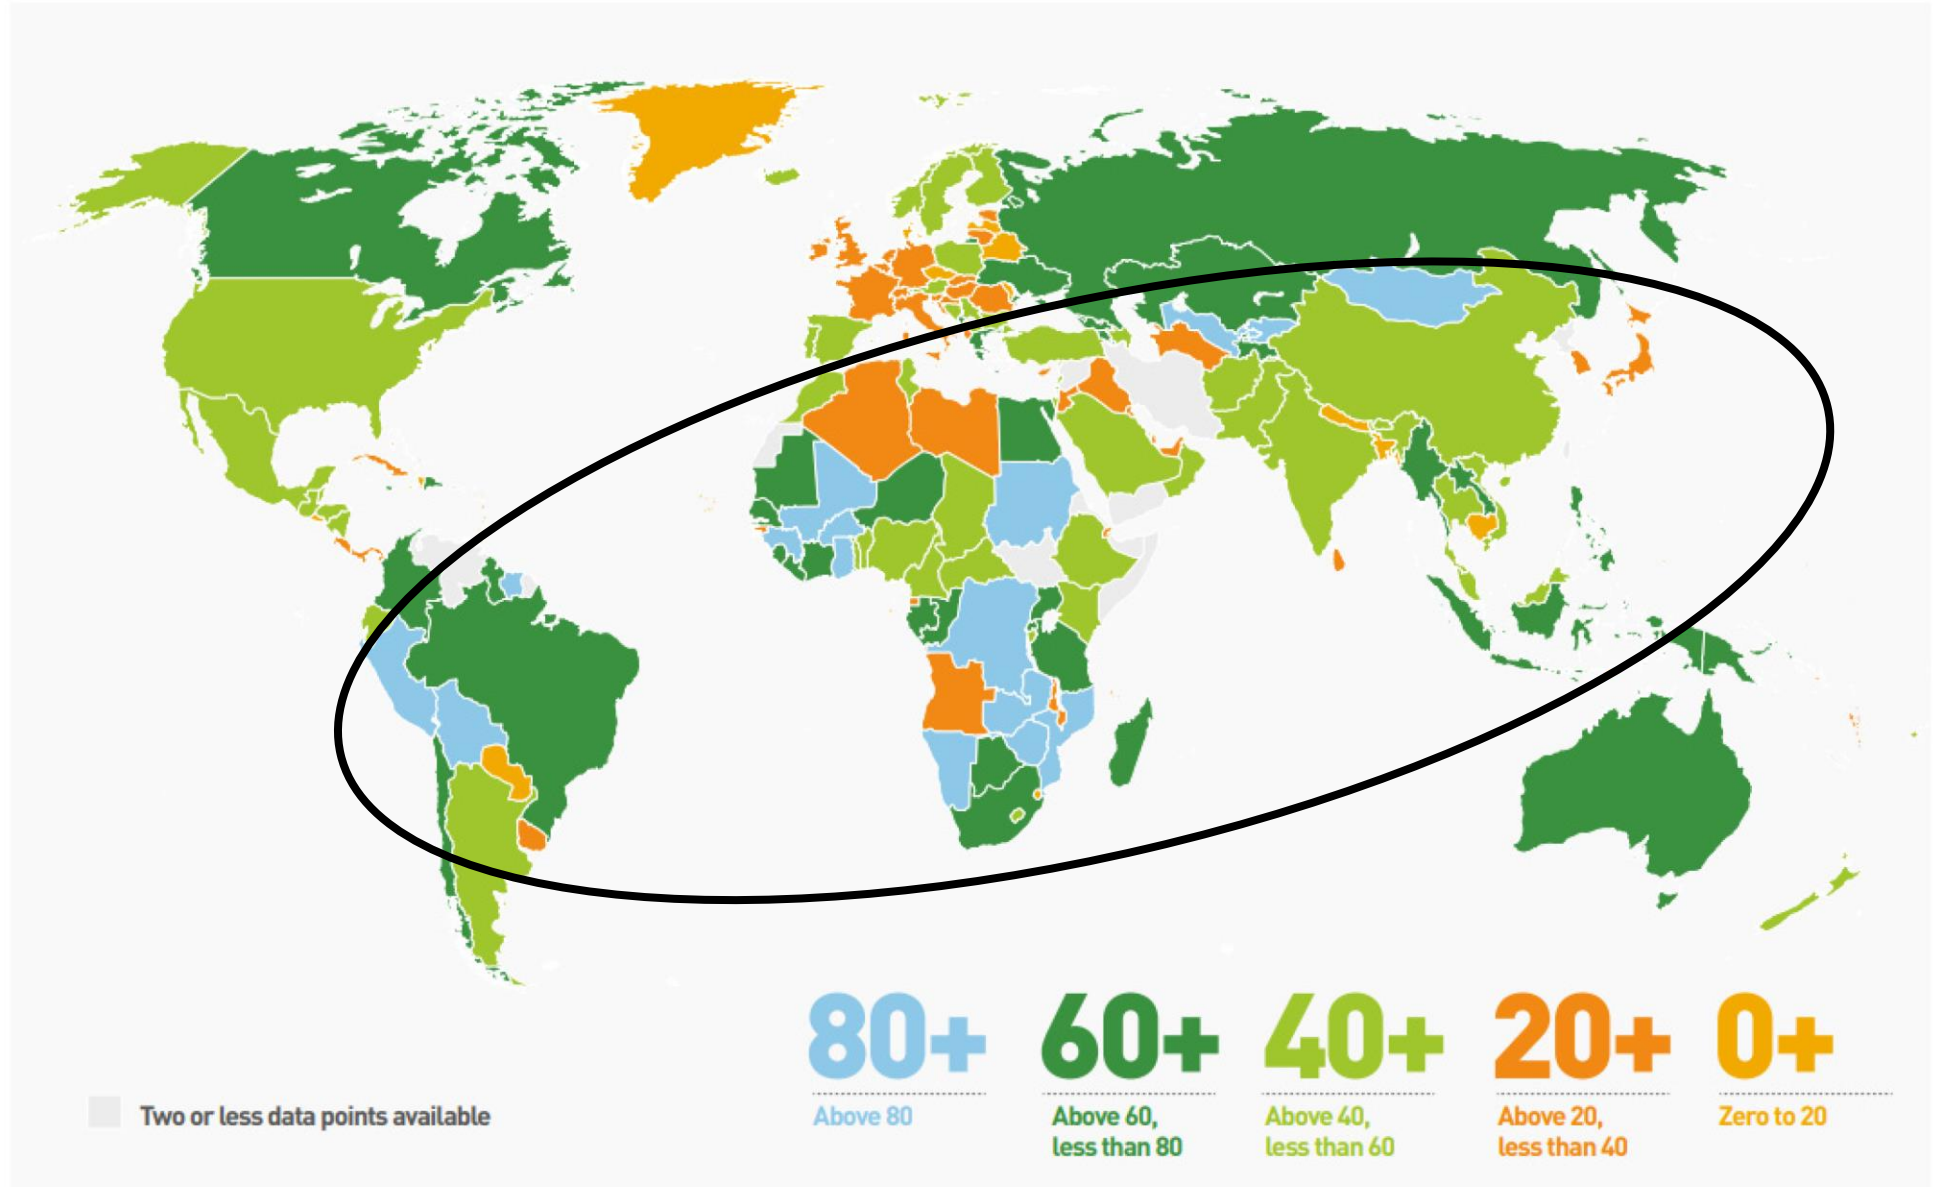 80+ 60+ 40+ 20+ 0+
Two or less data points available
Above 80
Above 60,
less than 80
Above 40,
less than 60
Above 20,
less than 40
Zero to 20